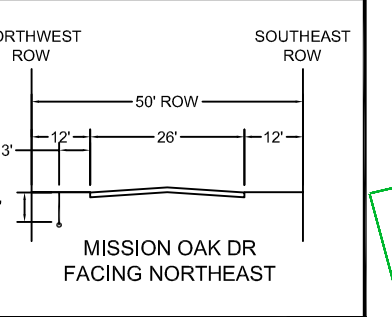 ORTHWEST
ROW
SOUTHEAST
ROW
50' ROW
12'
26'
12'
3'
MISSION OAK DR
FACING NORTHEAST